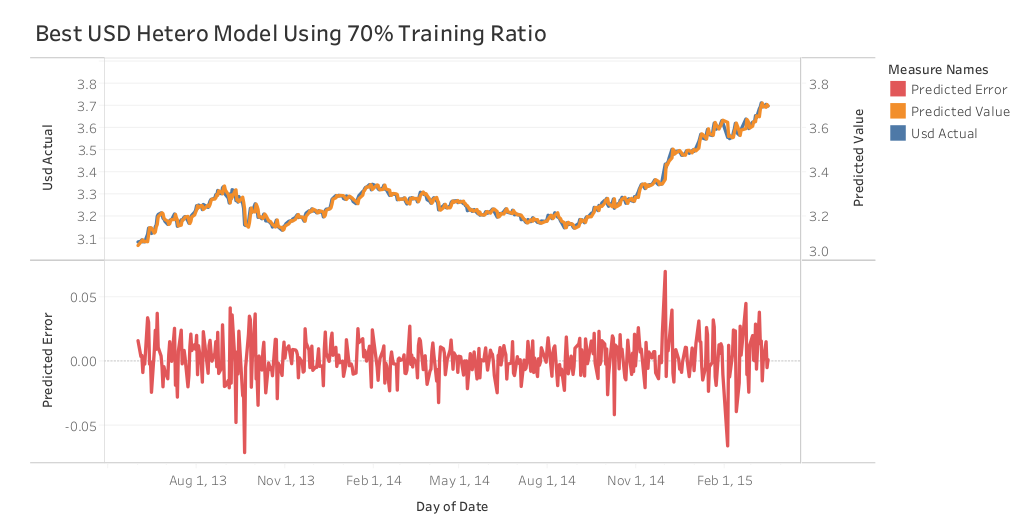 Best USD Hetero Model Using 70% Training Ratio
Measure Names
Predicted Error
Predicted Value
Usd Actual
Usd Actual
3.8
3.7
3.6
3.5
3.4
3.3
3.2
3.1
Predicted Value
3.8
3.6
3.4
3.2
3.0
Predicted Error
0.05
0.00
-0.05
Aug 1, 13 Nov 1, 13 Feb 1, 14 May 1, 14 Aug 1, 14 Nov 1, 14 Feb 1, 15
Day of Date